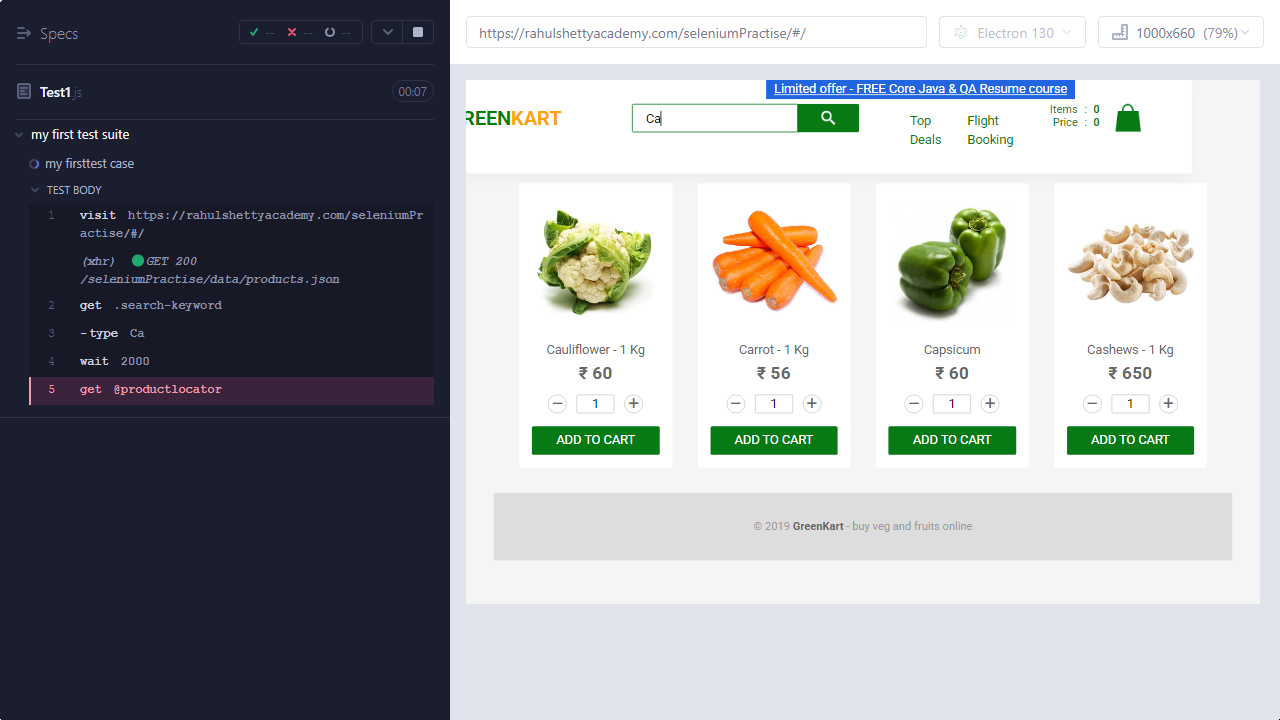 Specs
-- -- --
Test1.js
00:07
my first test suite
my firsttest case
TEST BODY
1 visit https://rahulshettyacademy.com/seleniumPr
actise/#/
(xhr) GET 200
/seleniumPractise/data/products.json
2 get .search-keyword
3 -type Ca
4 wait 2000
5 get @productlocator
https://rahulshettyacademy.com/seleniumPractise/#/
Electron 130
1000x660 (79%)
Limited offer - FREE Core Java & QA Resume course
REENKART
Ca
Top
Deals
Flight
Booking
Items : 0
Price : 0
Cauliflower - 1 Kg
₹ 60
− 1 +
ADD TO CART
Carrot - 1 Kg
₹ 56
− 1 +
ADD TO CART
Capsicum
₹ 60
− 1 +
ADD TO CART
Cashews - 1 Kg
₹ 650
− 1 +
ADD TO CART
© 2019 GreenKart - buy veg and fruits online